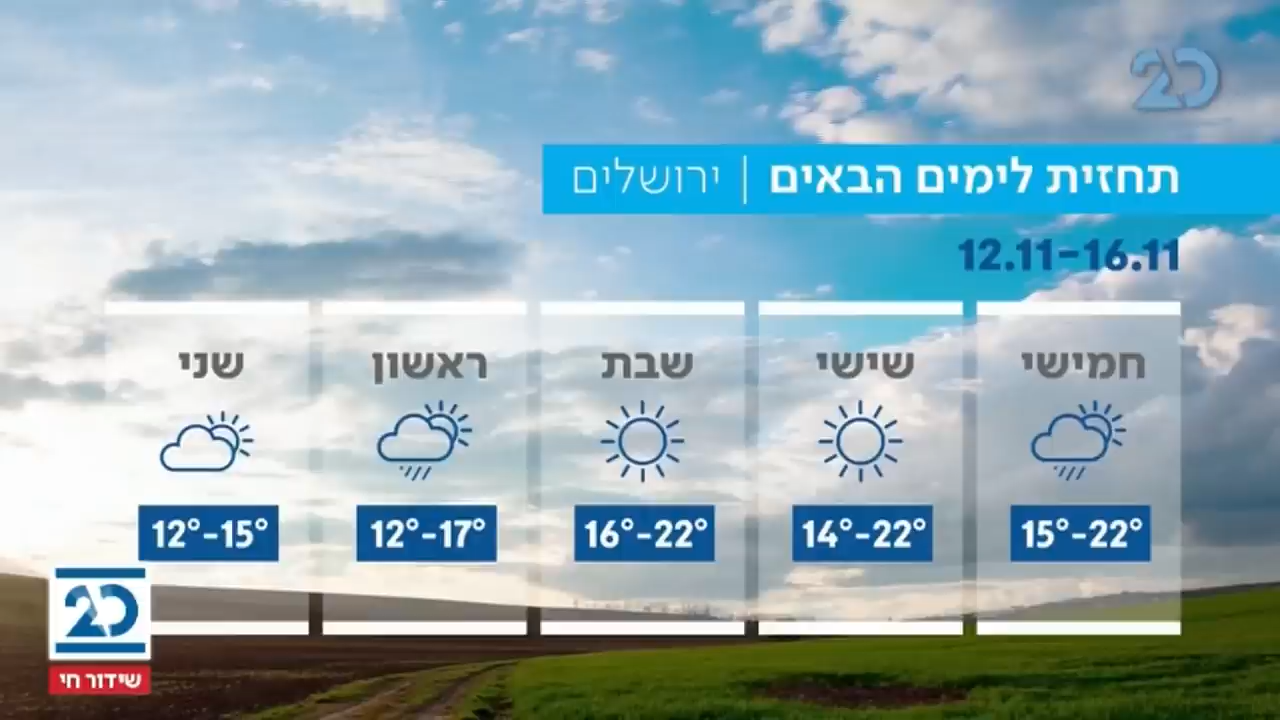 20
תחזית לימים הבאים | ירושלים
12.11-16.11
חמישי
שישי
שבת
ראשון
שני
15°-22°
14°-22°
16°-22°
12°-17°
12°-15°
20
שידור חי